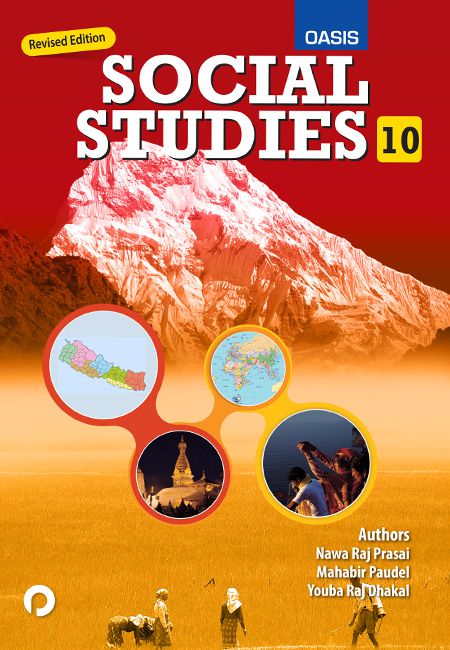 Revised Edition
OASIS
SOCIAL
STUDIES 10
Authors
Nawa Raj Prasai
Mahabir Paudel
Youba Raj Dhakal